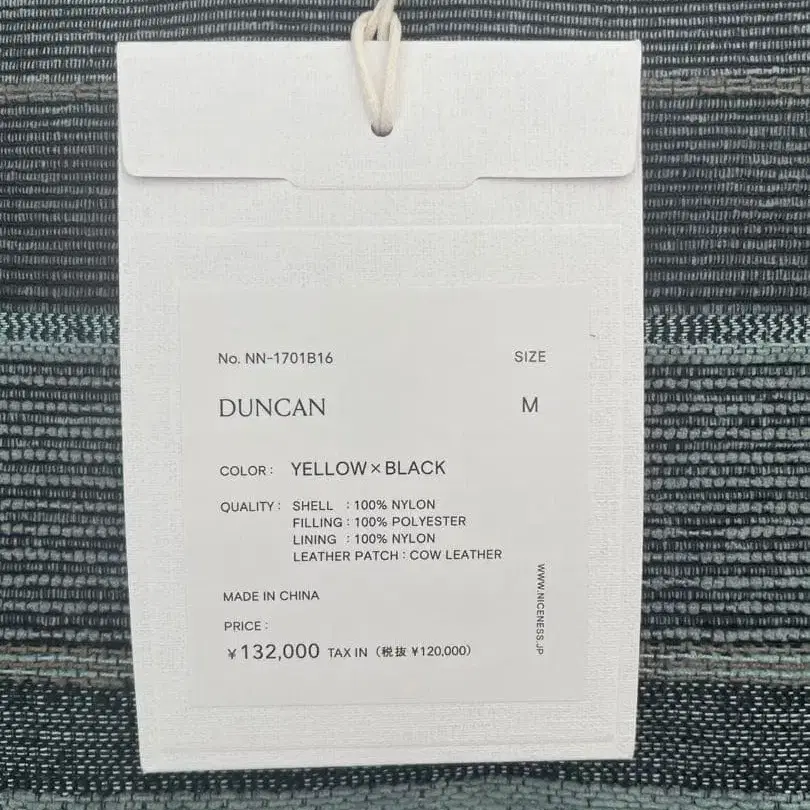 No. NN-1701B16 SIZE
DUNCAN M
COLOR : YELLOW×BLACK
QUALITY : SHELL : 100% NYLON
FILLING : 100% POLYESTER
LINING : 100% NYLON
LEATHER PATCH : COW LEATHER
MADE IN CHINA
PRICE :
¥132,000 TAX IN (税抜 ¥120,000)
WWW.NICENESS.JP